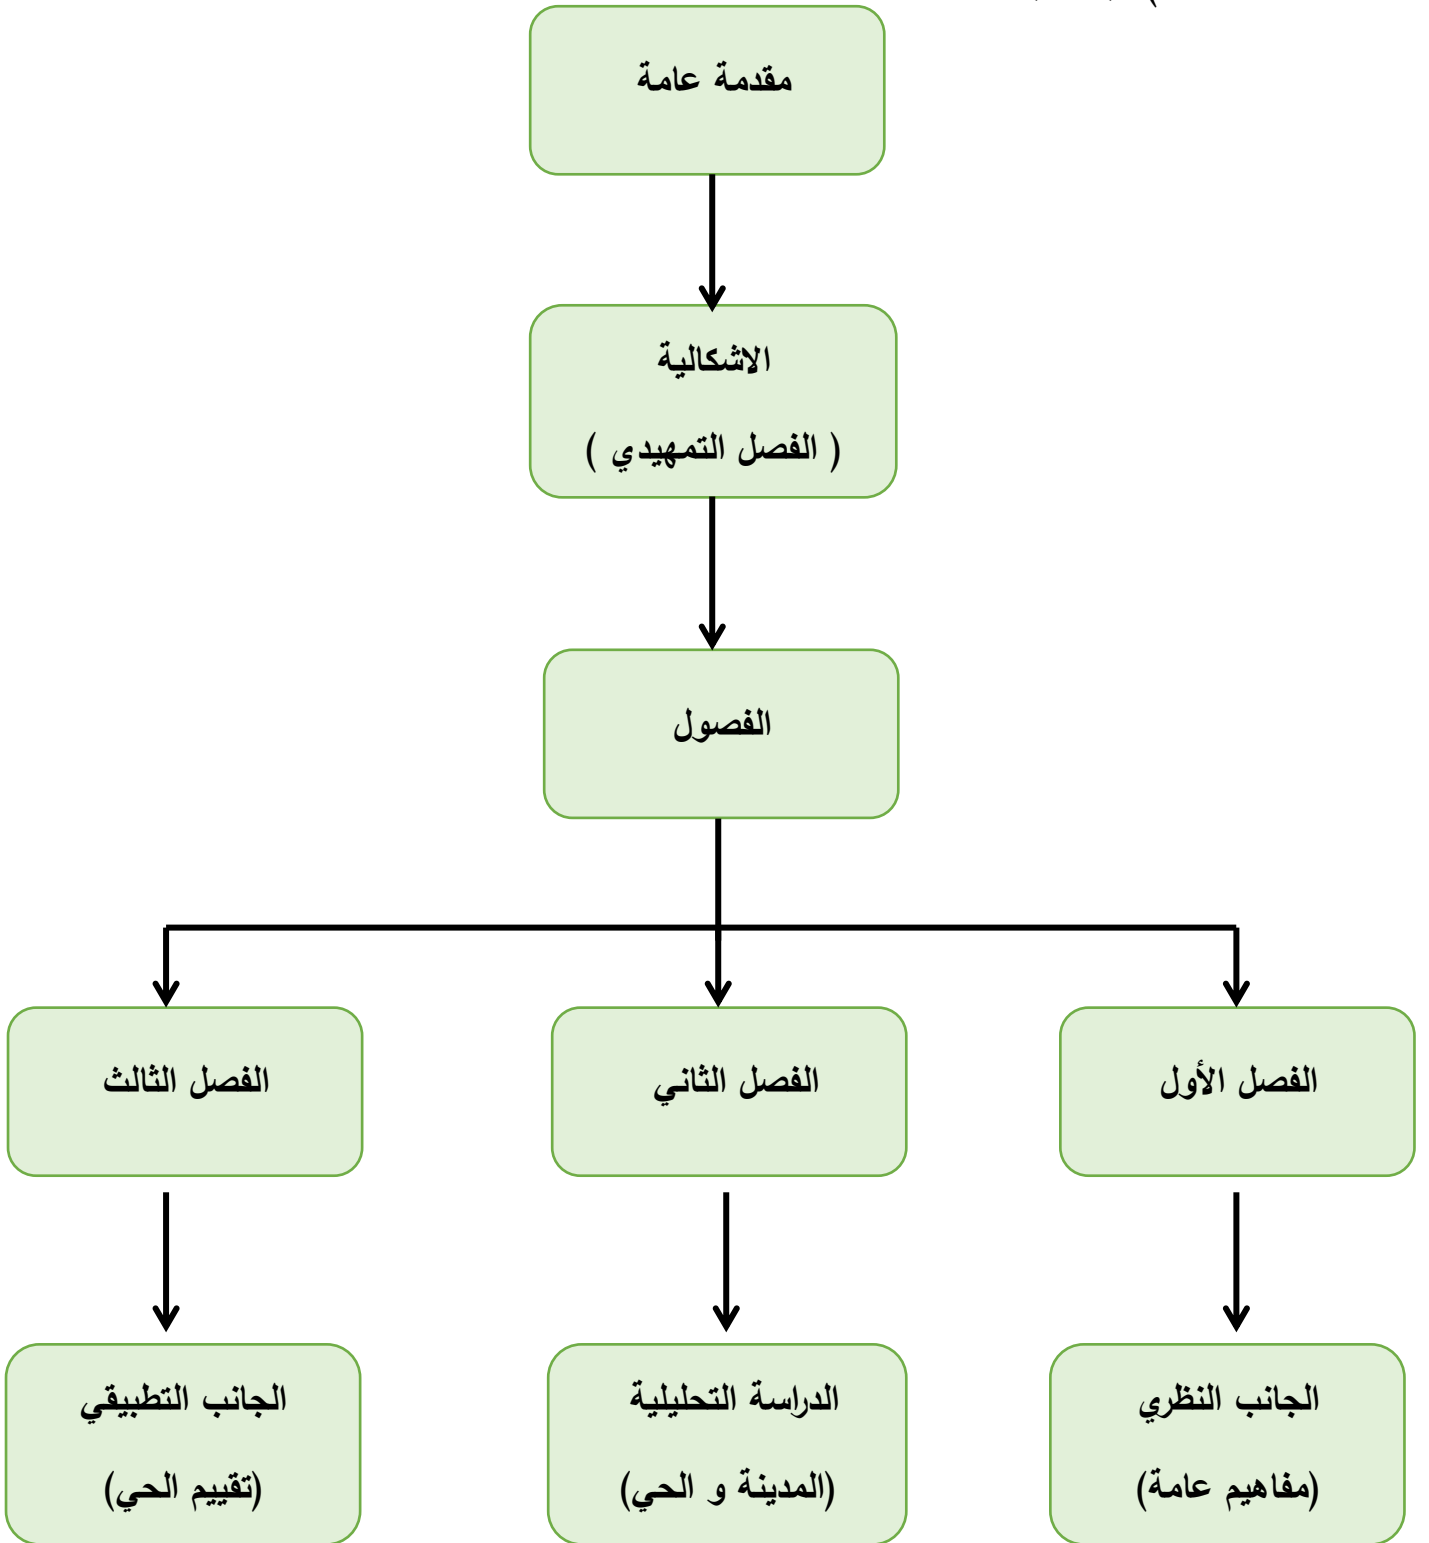 مقدمة عامة
الاشكالية
( الفصل التمهيدي )
الفصول
الفصل الأول
الفصل الثاني
الفصل الثالث
الجانب النظري
(مفاهيم عامة)
الدراسة التحليلية
(المدينة و الحي)
الجانب التطبيقي
(تقييم الحي)